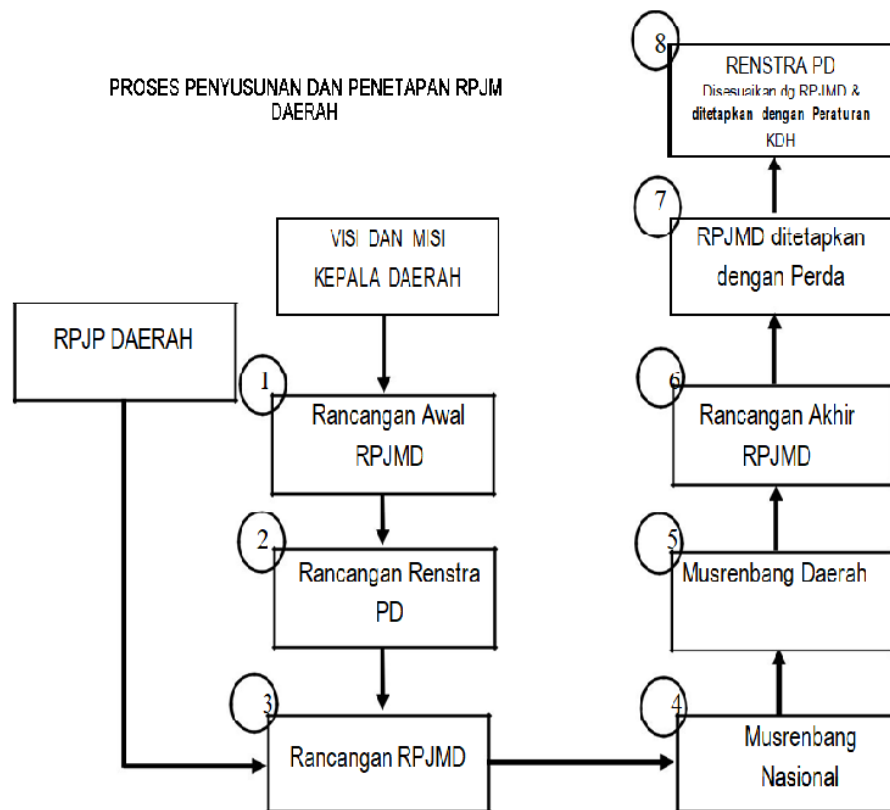 PROSES PENYUSUNAN DAN PENETAPAN RPJM
DAERAH
VISI DAN MISI
KEPALA DAERAH
RPJP DAERAH
1
Rancangan Awal
RPJMD
2
Rancangan Renstra
PD
3
Rancangan RPJMD
4
Musrenbang
Nasional
5
Musrenbang Daerah
6
Rancangan Akhir
RPJMD
7
RPJMD ditetapkan
dengan Perda
8
RENSTRA PD
Disesuaikan dg RPJMD &
ditetapkan dengan Peraturan
KDH